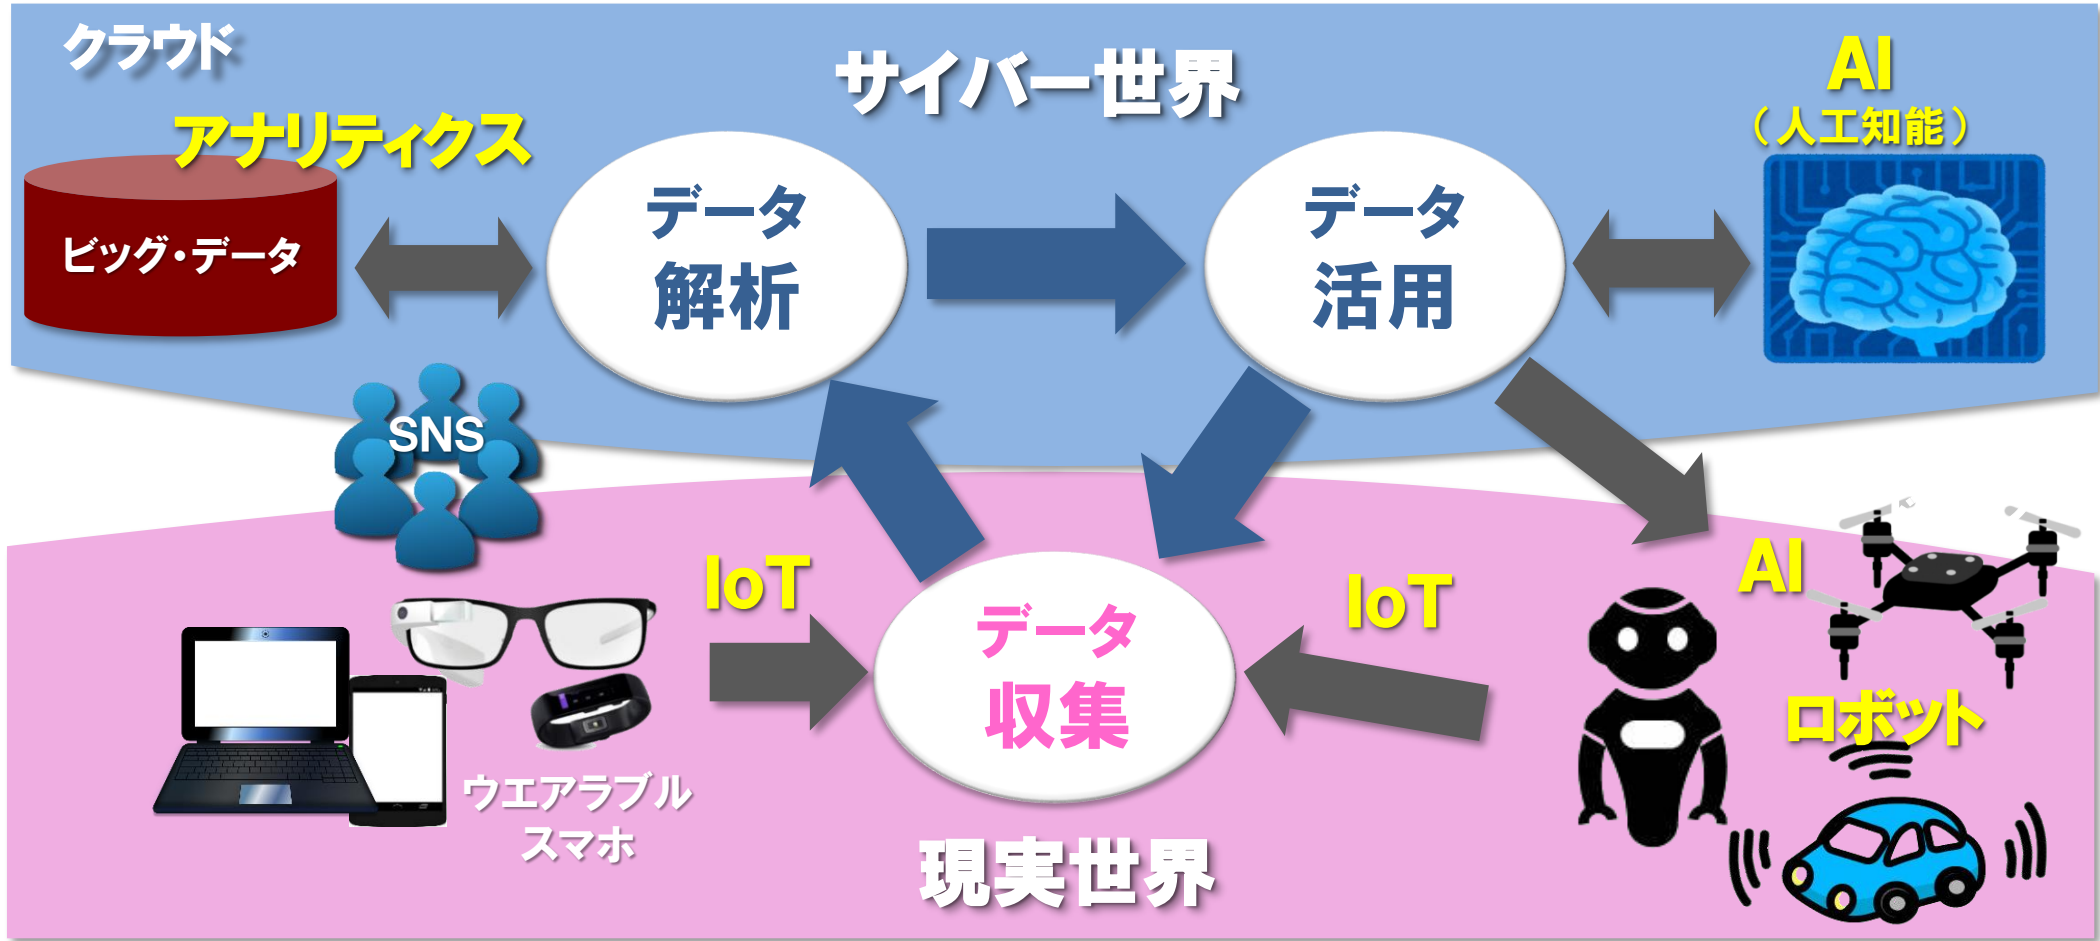 クラウド
サイバー世界
AI
（人工知能）
アナリティクス
ビッグ・データ
データ
解析
データ
活用
SNS
IoT
IoT
AI
データ
収集
ロボット
ウエアラブル
スマホ
現実世界